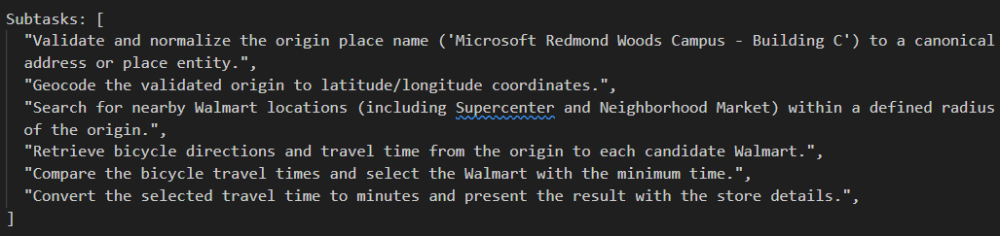 Subtasks: [
"Validate and normalize the origin place name ('Microsoft Redmond Woods Campus - Building C') to a canonical
address or place entity.",
"Geocode the validated origin to latitude/longitude coordinates.",
"Search for nearby Walmart locations (including Supercenter and Neighborhood Market) within a defined radius
of the origin.",
"Retrieve bicycle directions and travel time from the origin to each candidate Walmart.",
"Compare the bicycle travel times and select the Walmart with the minimum time.",
"Convert the selected travel time to minutes and present the result with the store details.",
]